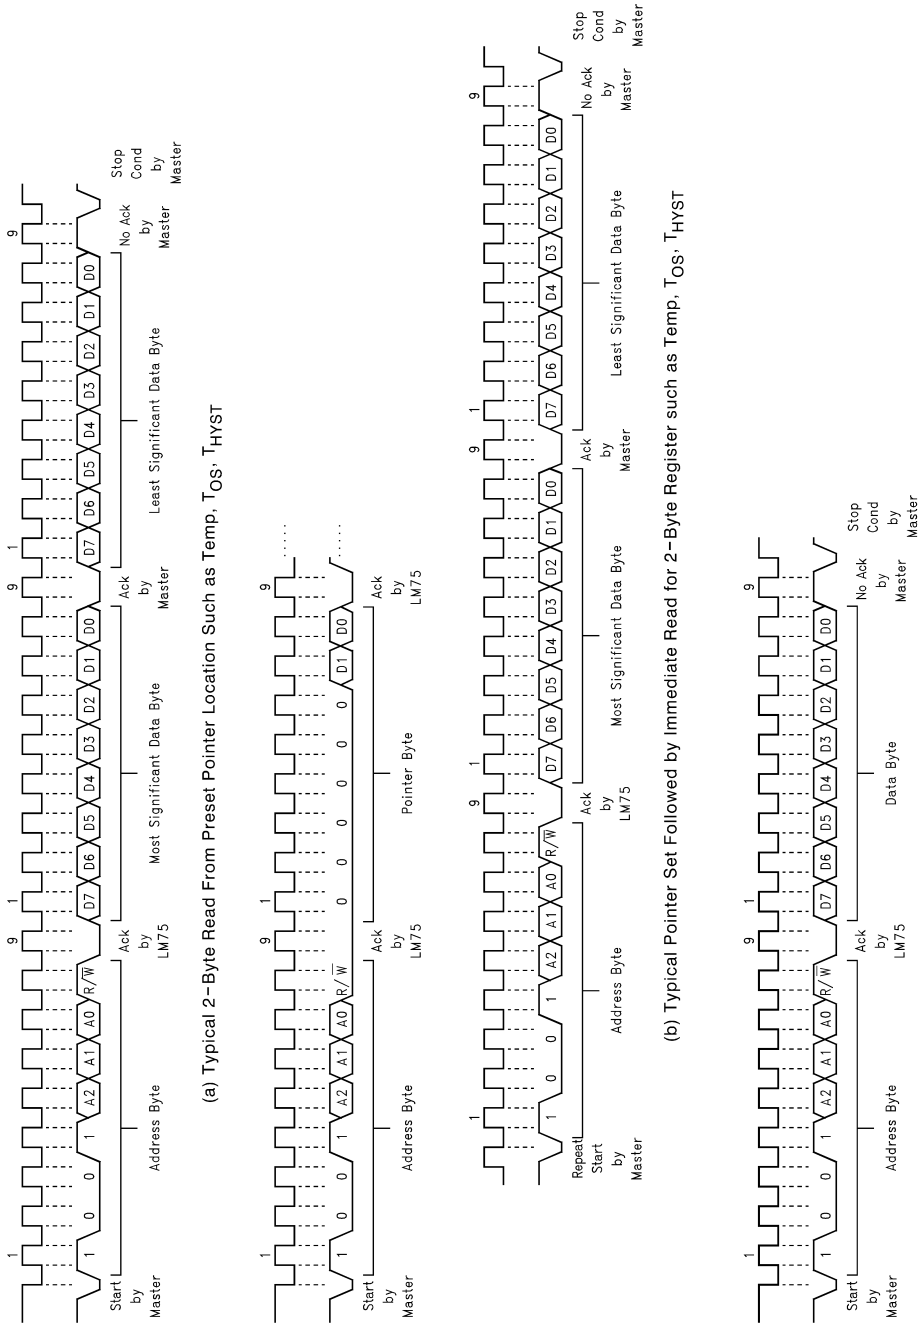 1 9 1 9 1 9
1 0 0 1 A2 A1 A0 R/W̅ D7 D6 D5 D4 D3 D2 D1 D0 D7 D6 D5 D4 D3 D2 D1 D0
Start
by
Master
Address Byte
Ack
by
LM75
Most Significant Data Byte
Ack
by
Master
Least Significant Data Byte
No Ack
by
Master
Stop
Cond
by
Master
(a) Typical 2−Byte Read From Preset Pointer Location Such as Temp, TOS, THYST
1 9 1 9
1 0 0 1 A2 A1 A0 R/W̅ 0 0 0 0 0 0 D1 D0
Start
by
Master
Address Byte
Ack
by
LM75
Pointer Byte
Ack
by
LM75
1 9 1 9 1 9
1 0 0 1 A2 A1 A0 R/W̅ D7 D6 D5 D4 D3 D2 D1 D0 D7 D6 D5 D4 D3 D2 D1 D0
Repeat
Start
by
Master
Address Byte
Ack
by
LM75
Most Significant Data Byte
Ack
by
Master
Least Significant Data Byte
No Ack
by
Master
Stop
Cond
by
Master
(b) Typical Pointer Set Followed by Immediate Read for 2−Byte Register such as Temp, TOS, THYST
1 9 1 9
1 0 0 1 A2 A1 A0 R/W̅ D7 D6 D5 D4 D3 D2 D1 D0
Start
by
Master
Address Byte
Ack
by
LM75
Data Byte
No Ack
by
Master
Stop
Cond
by
Master